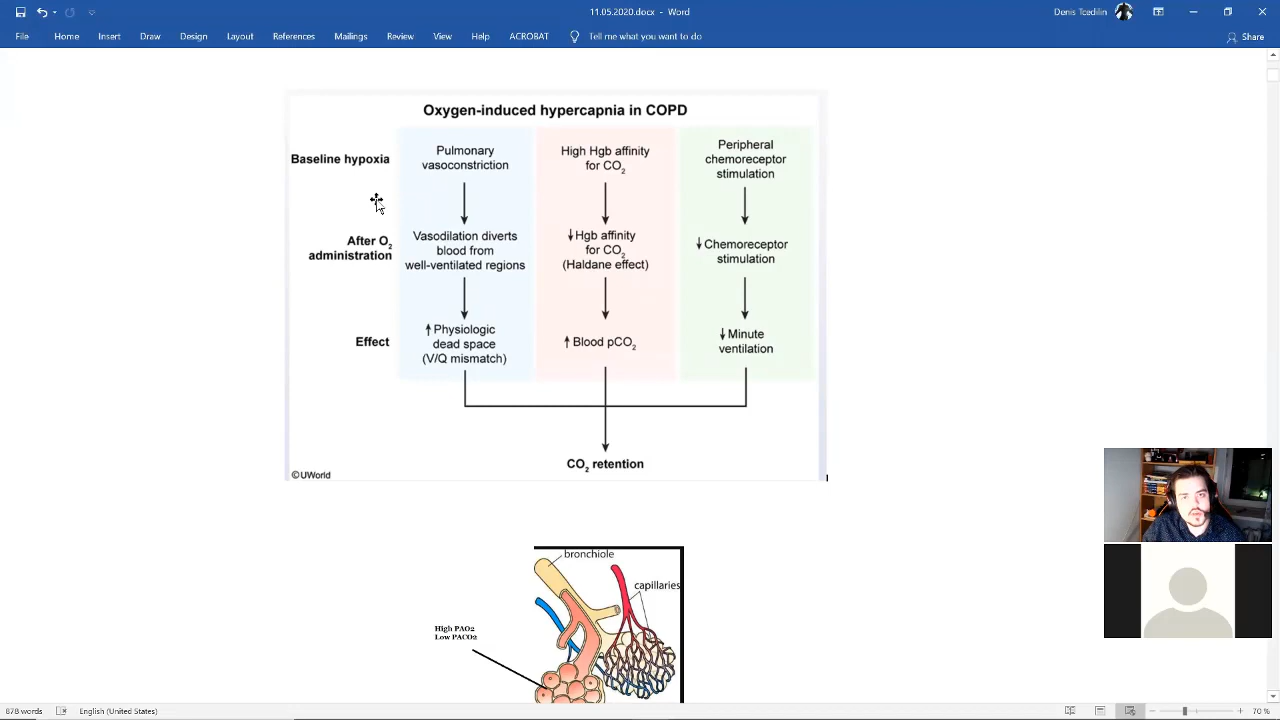 11.05.2020.docx - Word
Denis Tcedilin
File Home Insert Draw Design Layout References Mailings Review View Help ACROBAT Tell me what you want to do Share
Oxygen-induced hypercapnia in COPD
Baseline hypoxia
Pulmonary
vasoconstriction
High Hgb affinity
for CO₂
Peripheral
chemoreceptor
stimulation
After O₂
administration
Vasodilation diverts
blood from
well-ventilated regions
↓Hgb affinity
for CO₂
(Haldane effect)
↓Chemoreceptor
stimulation
Effect
↑Physiologic
dead space
(V/Q mismatch)
↑Blood pCO₂
↓Minute
ventilation
CO₂ retention
©UWorld
bronchiole
capillaries
High PAO2
Low PACO2
878 words English (United States) 70 %